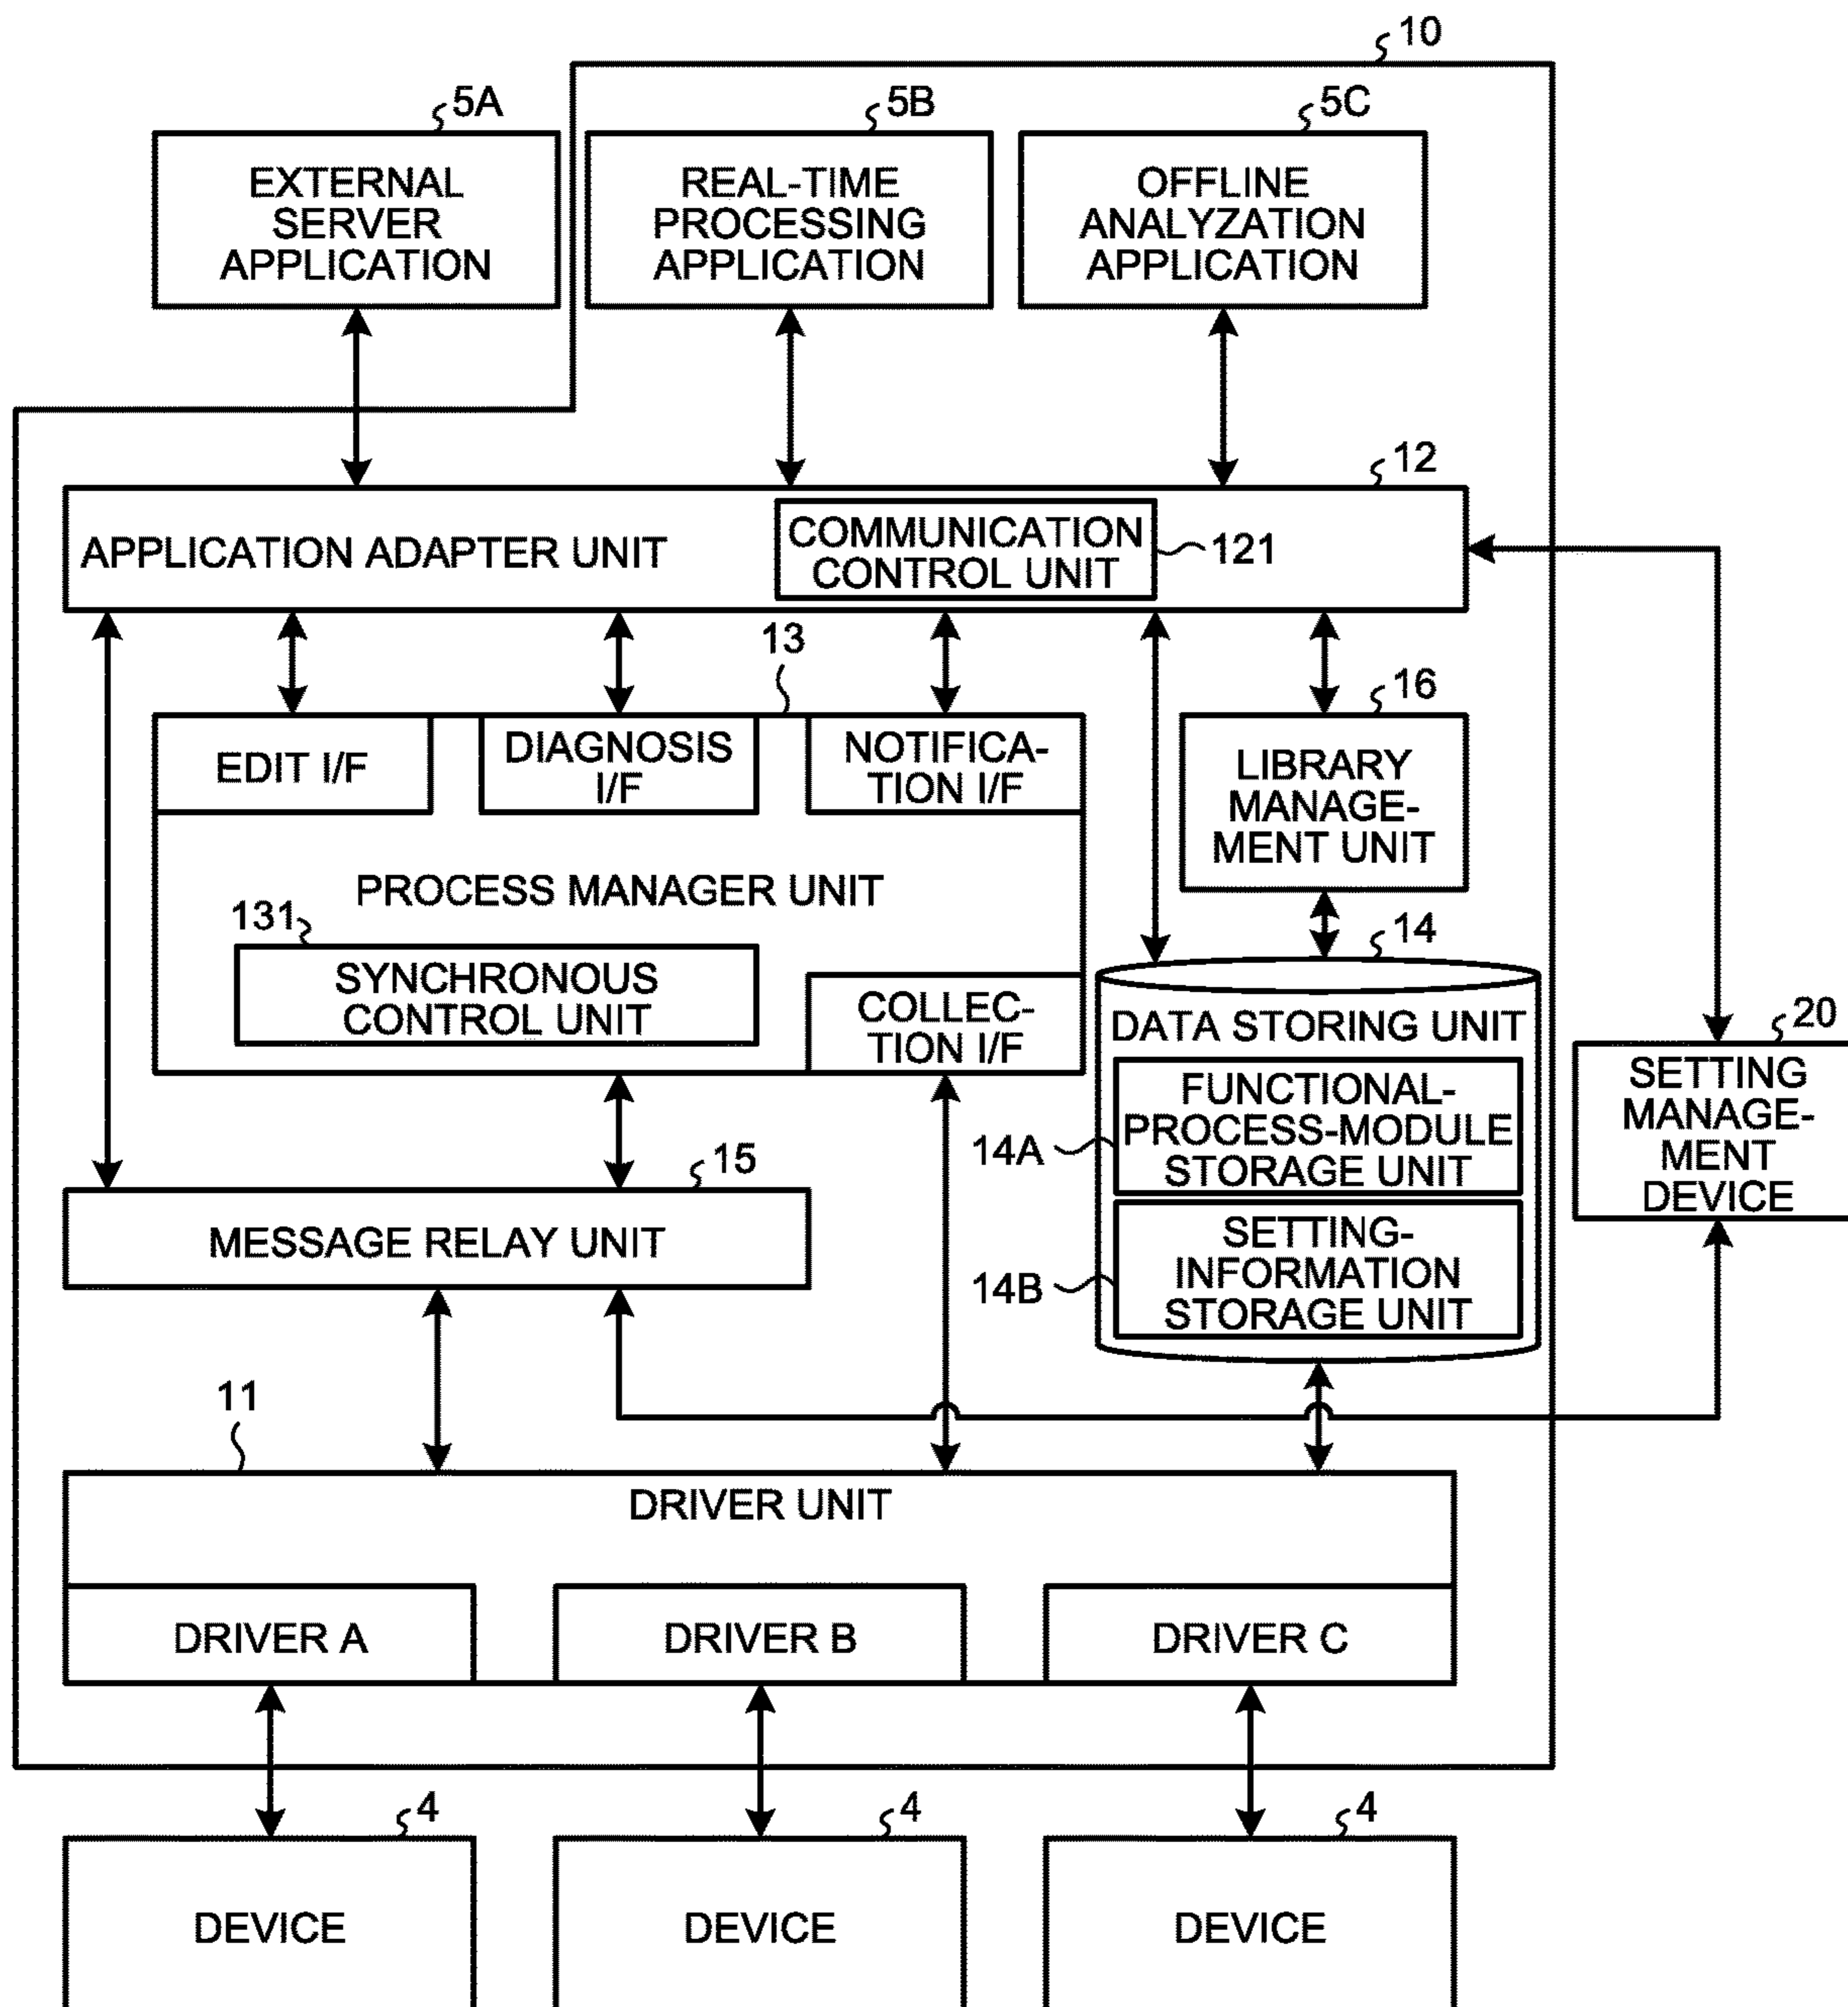 10
5A
5B
5C
EXTERNAL
SERVER
APPLICATION
REAL-TIME
PROCESSING
APPLICATION
OFFLINE
ANALYZATION
APPLICATION
12
APPLICATION ADAPTER UNIT
COMMUNICATION
CONTROL UNIT
121
13
16
EDIT I/F
DIAGNOSIS
I/F
NOTIFICA-
TION I/F
LIBRARY
MANAGE-
MENT UNIT
PROCESS MANAGER UNIT
131
SYNCHRONOUS
CONTROL UNIT
COLLEC-
TION I/F
14
DATA STORING UNIT
20
SETTING
MANAGE-
MENT
DEVICE
14A
FUNCTIONAL-
PROCESS-MODULE
STORAGE UNIT
15
MESSAGE RELAY UNIT
14B
SETTING-
INFORMATION
STORAGE UNIT
11
DRIVER UNIT
DRIVER A
DRIVER B
DRIVER C
4
4
4
DEVICE
DEVICE
DEVICE